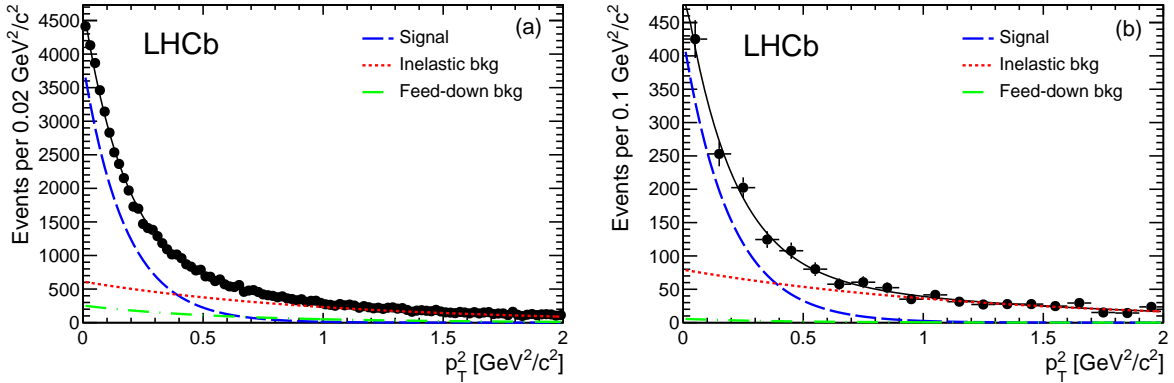 Events per 0.02 GeV²/c²
4500
4000
3500
3000
2500
2000
1500
1000
500
0
LHCb
(a)
Signal
Inelastic bkg
Feed-down bkg
0 0.5 1 1.5 2
p_T² [GeV²/c²]
Events per 0.1 GeV²/c²
450
400
350
300
250
200
150
100
50
0
LHCb
(b)
Signal
Inelastic bkg
Feed-down bkg
0 0.5 1 1.5 2
p_T² [GeV²/c²]